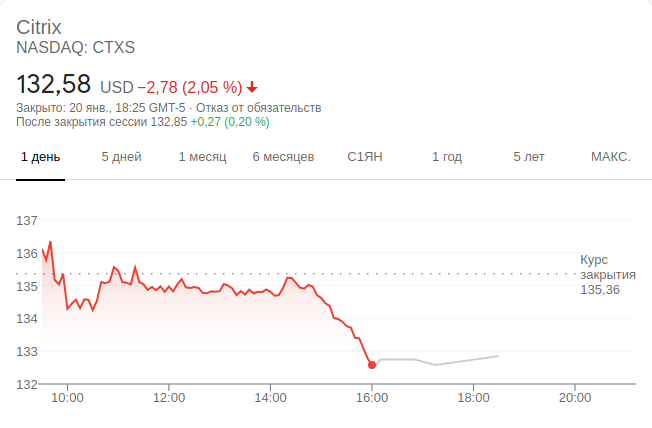 Citrix
NASDAQ: CTXS
132,58 USD −2,78 (2,05 %)
Закрыто: 20 янв., 18:25 GMT-5 · Отказ от обязательств
После закрытия сессии 132,85 +0,27 (0,20 %)
1 день 5 дней 1 месяц 6 месяцев С1ЯН 1 год 5 лет МАКС.
137
136
135
134
133
132
Курс
закрытия
135,36
10:00 12:00 14:00 16:00 18:00 20:00